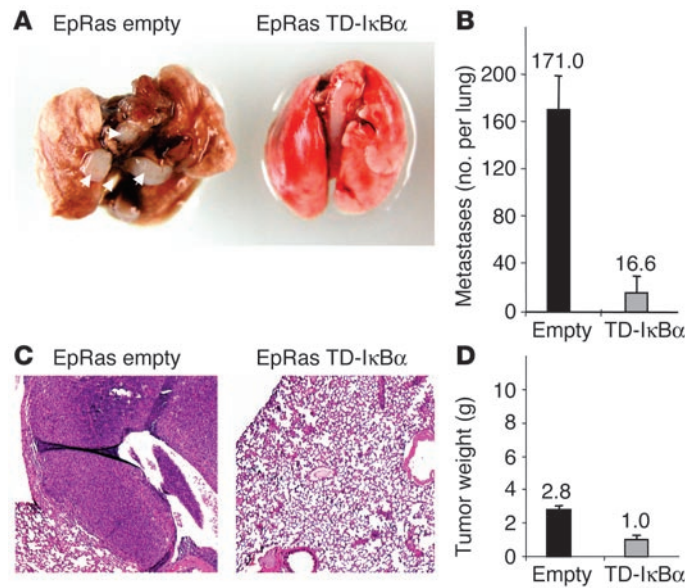 A
EpRas empty
EpRas TD-IκBα
B
Metastases (no. per lung)
200
160
120
80
40
0
171.0
16.6
Empty
TD-IκBα
C
EpRas empty
EpRas TD-IκBα
D
Tumor weight (g)
10
8
6
4
2
0
2.8
1.0
Empty
TD-IκBα